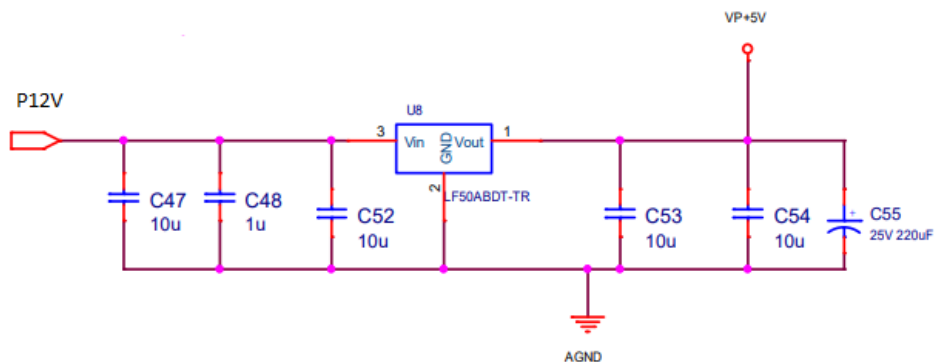 VP+5V
P12V
U8
3
Vin
GND
Vout
1
2
LF50ABDT-TR
C47
10u
C48
1u
C52
10u
C53
10u
C54
10u
+
C55
25V 220uF
AGND